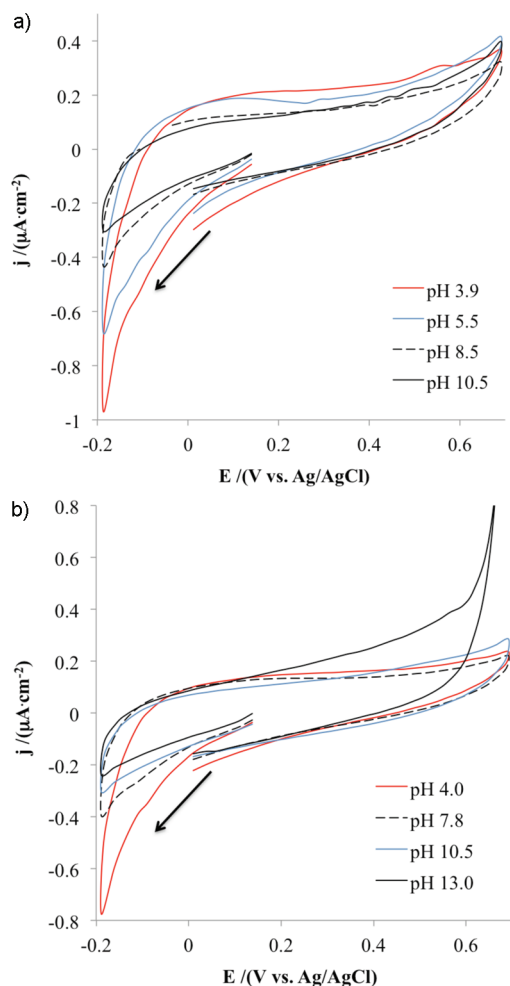 a)
0.4
0.2
0
-0.2
-0.4
-0.6
-0.8
-1
j /(μA·cm⁻²)
-0.2 0 0.2 0.4 0.6
E /(V vs. Ag/AgCl)
pH 3.9
pH 5.5
pH 8.5
pH 10.5
b)
0.8
0.6
0.4
0.2
0
-0.2
-0.4
-0.6
-0.8
j /(μA·cm⁻²)
-0.2 0 0.2 0.4 0.6
E /(V vs. Ag/AgCl)
pH 4.0
pH 7.8
pH 10.5
pH 13.0